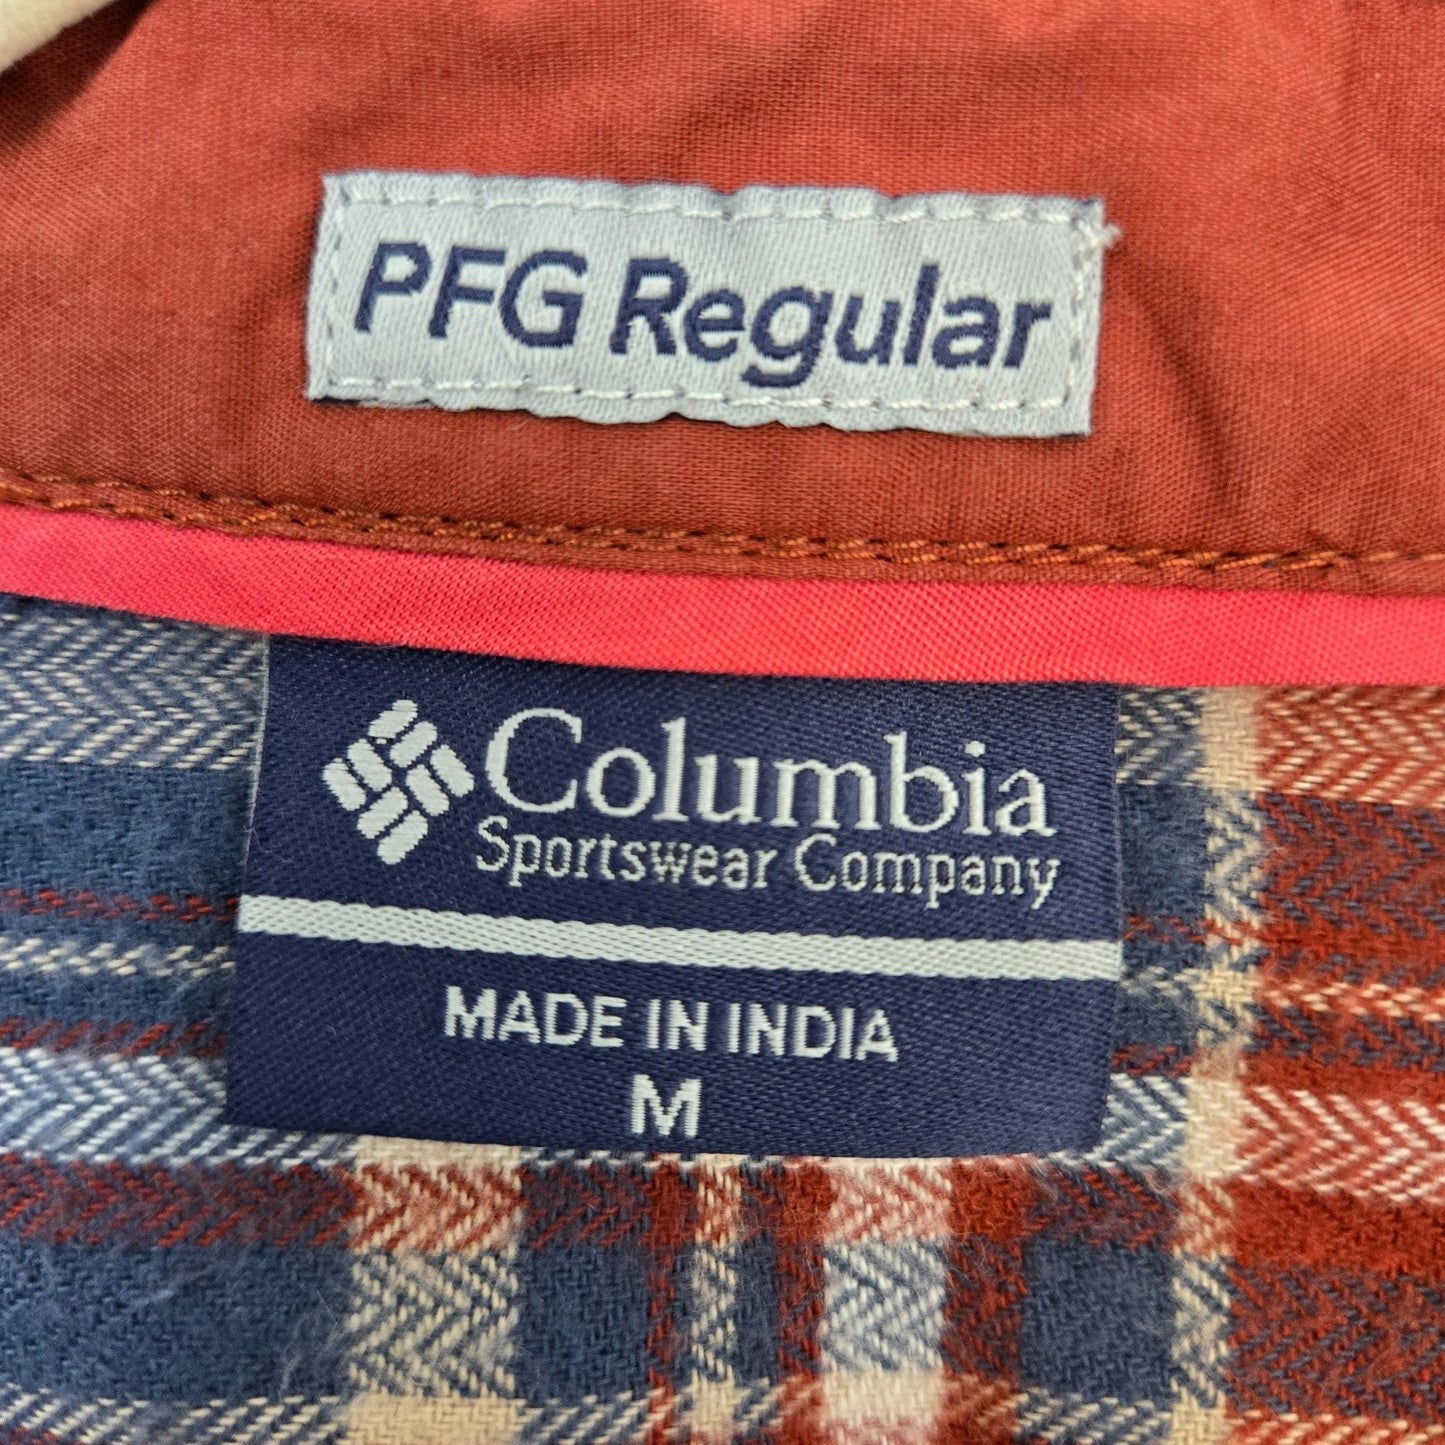 PFG Regular
Columbia
Sportswear Company
MADE IN INDIA
M